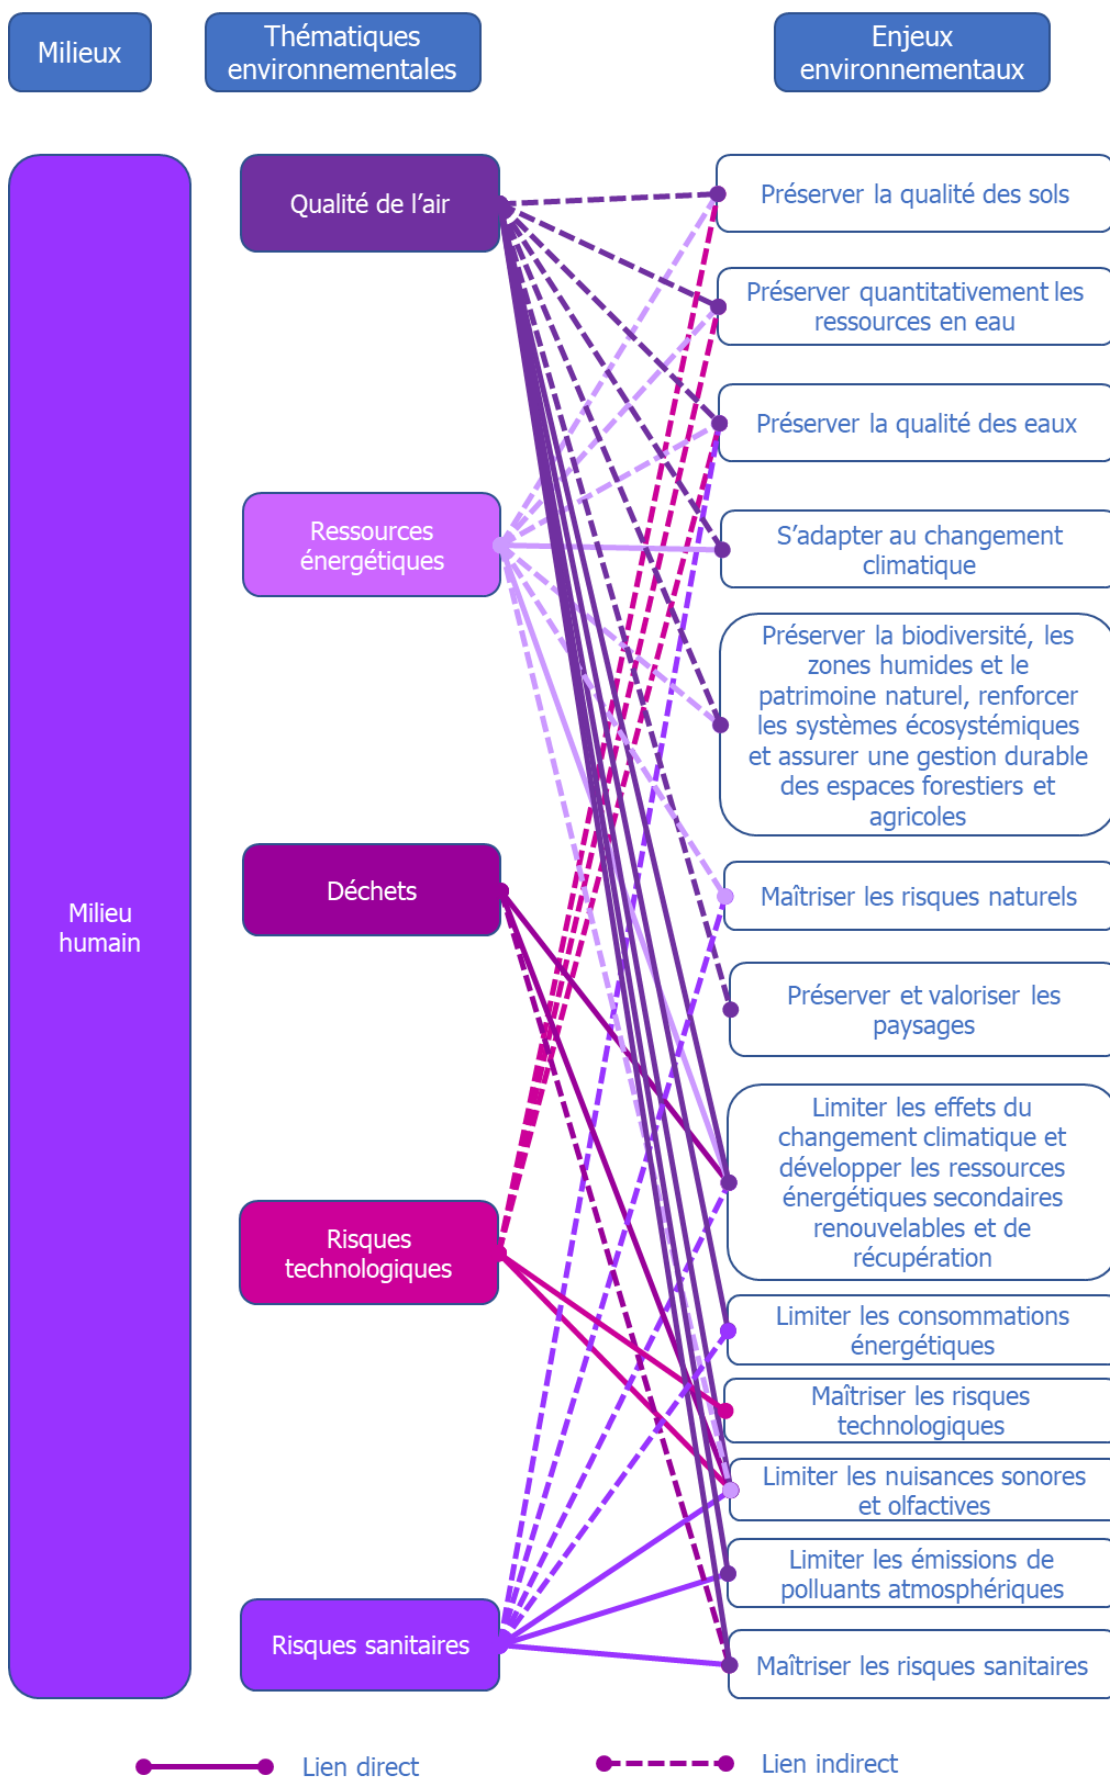 Milieux
Thématiques
environnementales
Enjeux
environnementaux
Milieu
humain
Qualité de l'air
Ressources
énergétiques
Déchets
Risques
technologiques
Risques sanitaires
Préserver la qualité des sols
Préserver quantitativement les
ressources en eau
Préserver la qualité des eaux
S'adapter au changement
climatique
Préserver la biodiversité, les
zones humides et le
patrimoine naturel, renforcer
les systèmes écosystémiques
et assurer une gestion durable
des espaces forestiers et
agricoles
Maîtriser les risques naturels
Préserver et valoriser les
paysages
Limiter les effets du
changement climatique et
développer les ressources
énergétiques secondaires
renouvelables et de
récupération
Limiter les consommations
énergétiques
Maîtriser les risques
technologiques
Limiter les nuisances sonores
et olfactives
Limiter les émissions de
polluants atmosphériques
Maîtriser les risques sanitaires
Lien direct
Lien indirect